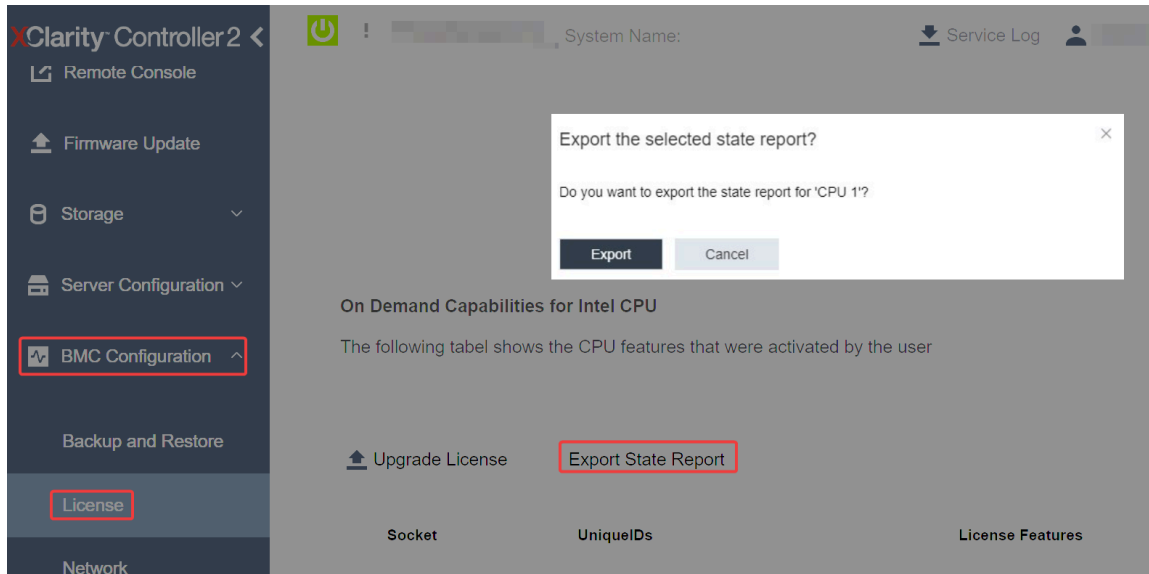 XClarity Controller 2
Remote Console
Firmware Update
Storage
Server Configuration
BMC Configuration
Backup and Restore
License
Network
System Name:
Service Log
Export the selected state report?
Do you want to export the state report for 'CPU 1'?
Export Cancel
On Demand Capabilities for Intel CPU
The following tabel shows the CPU features that were activated by the user
Upgrade License Export State Report
Socket UniqueIDs License Features